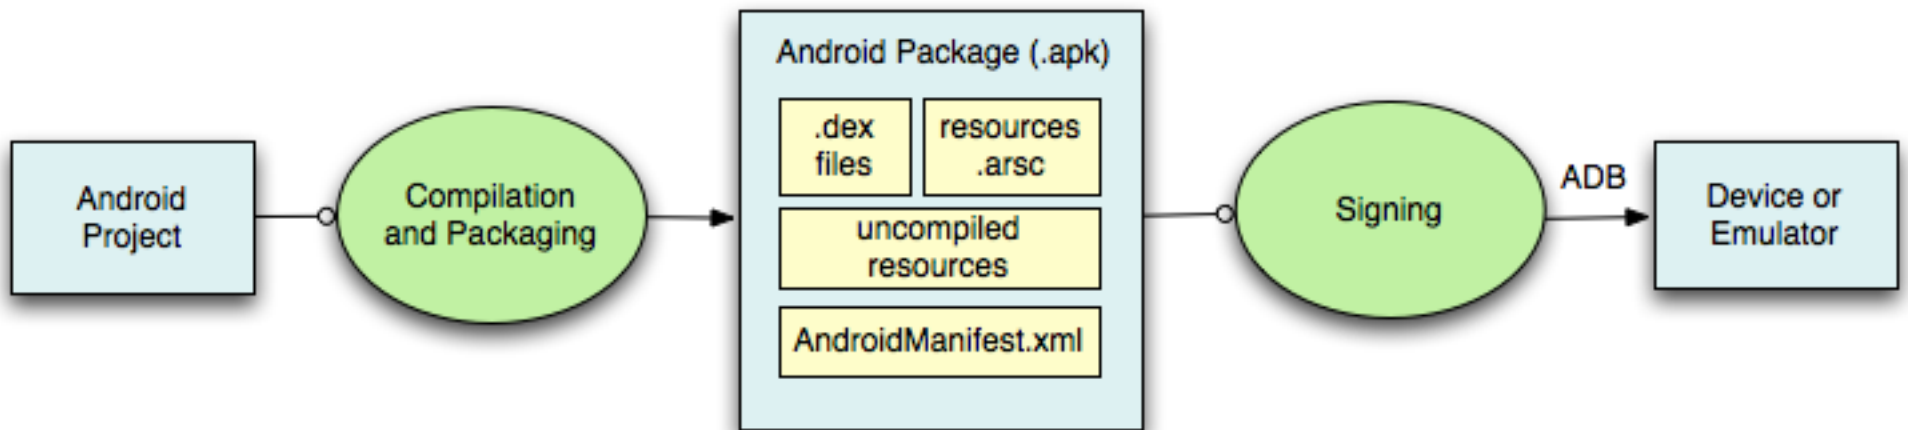 Android
Project
Compilation
and Packaging
Android Package (.apk)
.dex
files
resources
.arsc
uncompiled
resources
AndroidManifest.xml
Signing
ADB
Device or
Emulator